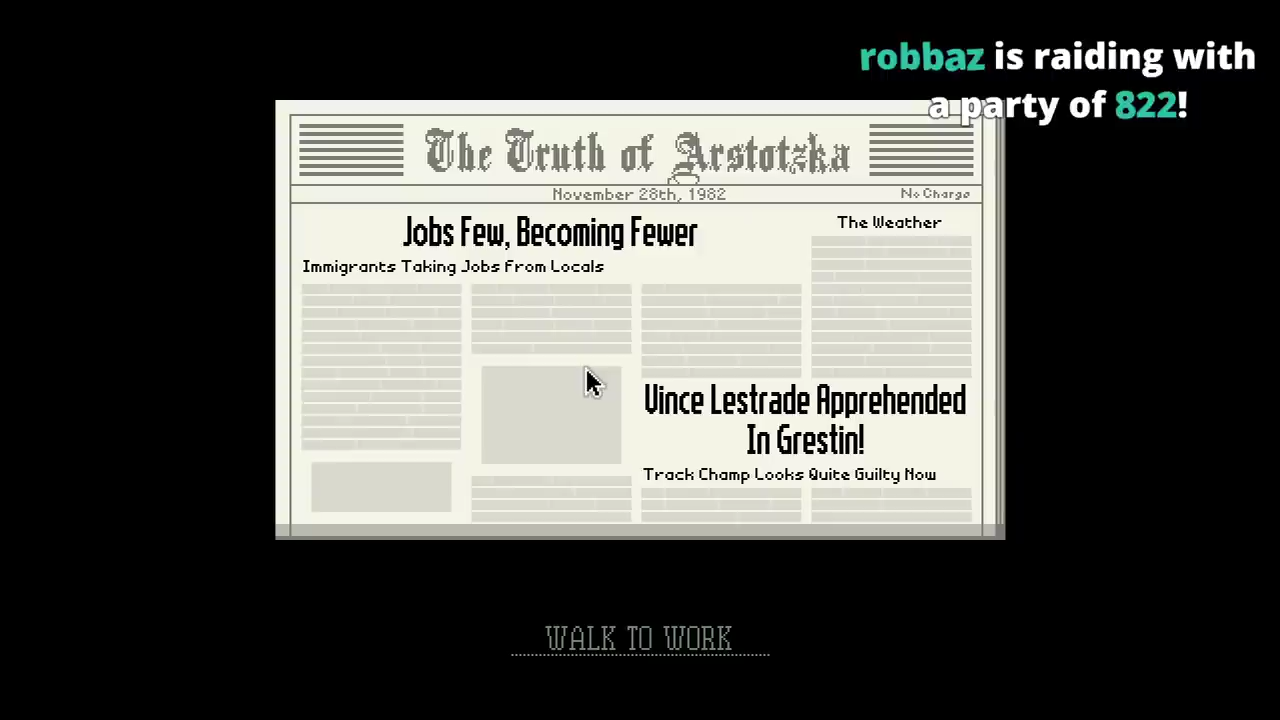 robbaz is raiding with
a party of 822!
The Truth of Arstotzka
November 28th, 1982
No Charge
Jobs Few, Becoming Fewer
Immigrants Taking Jobs From Locals
The Weather
Vince Lestrade Apprehended
In Grestin!
Track Champ Looks Quite Guilty Now
WALK TO WORK